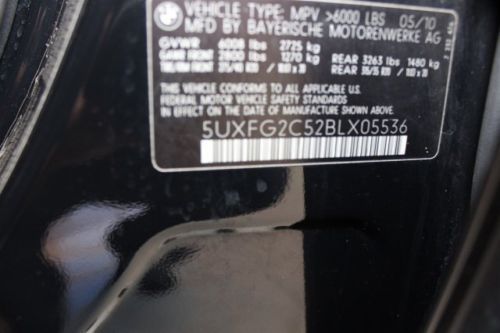 VEHICLE TYPE: MPV >6000 LBS 05/10
MFD BY BAYERISCHE MOTORENWERKE AG
GVWR 6008 lbs 2725 kg
GAWR FRONT 2800 lbs 1270 kg REAR 3263 lbs 1480 kg
THIS VEHICLE CONFORMS TO ALL APPLICABLE
FEDERAL MOTOR VEHICLE SAFETY STANDARDS
IN EFFECT ON THE DATE OF MANUFACTURE SHOWN ABOVE.
5UXFG2C52BLX05536